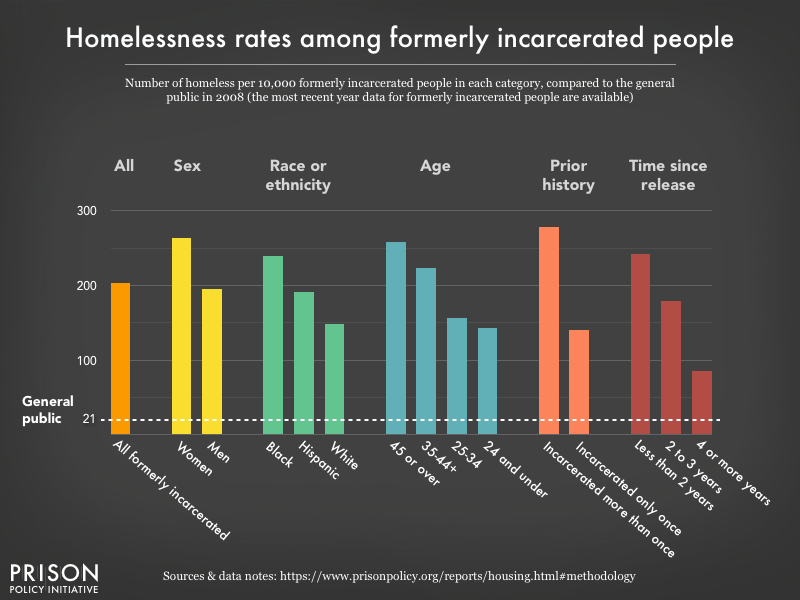 Homelessness rates among formerly incarcerated people
Number of homeless per 10,000 formerly incarcerated people in each category, compared to the general
public in 2008 (the most recent year data for formerly incarcerated people are available)
All
Sex
Race or
ethnicity
Age
Prior
history
Time since
release
300
200
100
General
public
21
All formerly incarcerated
Women
Men
Black
Hispanic
White
45 or over
35-44+
25-34
24 and under
Incarcerated more than once
Incarcerated only once
Less than 2 years
2 to 3 years
4 or more years
PRISON
POLICY INITIATIVE
Sources & data notes: https://www.prisonpolicy.org/reports/housing.html#methodology